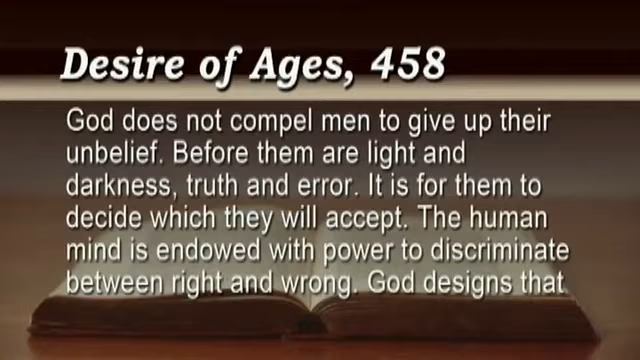 Desire of Ages, 458
God does not compel men to give up their
unbelief. Before them are light and
darkness, truth and error. It is for them to
decide which they will accept. The human
mind is endowed with power to discriminate
between right and wrong. God designs that